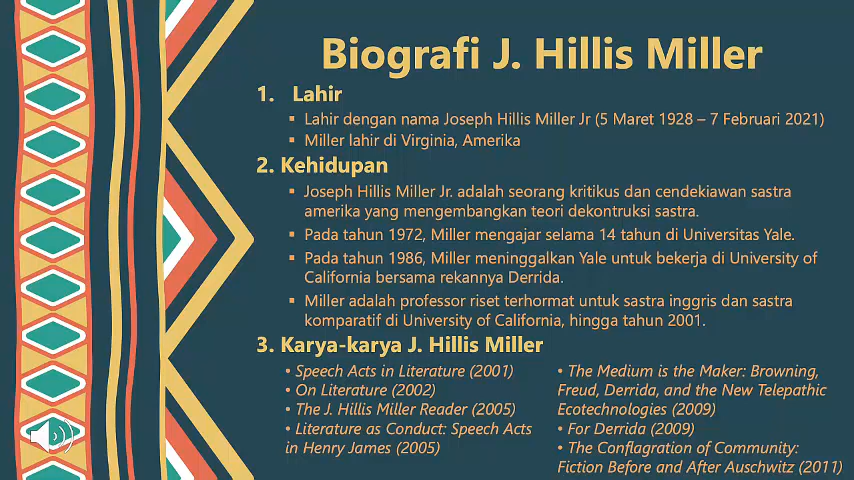 Biografi J. Hillis Miller
1. Lahir
▪ Lahir dengan nama Joseph Hillis Miller Jr (5 Maret 1928 – 7 Februari 2021)
▪ Miller lahir di Virginia, Amerika
2. Kehidupan
▪ Joseph Hillis Miller Jr. adalah seorang kritikus dan cendekiawan sastra
amerika yang mengembangkan teori dekontruksi sastra.
▪ Pada tahun 1972, Miller mengajar selama 14 tahun di Universitas Yale.
▪ Pada tahun 1986, Miller meninggalkan Yale untuk bekerja di University of
California bersama rekannya Derrida.
▪ Miller adalah professor riset terhormat untuk sastra inggris dan sastra
komparatif di University of California, hingga tahun 2001.
3. Karya-karya J. Hillis Miller
• Speech Acts in Literature (2001)
• On Literature (2002)
• The J. Hillis Miller Reader (2005)
• Literature as Conduct: Speech Acts
in Henry James (2005)
• The Medium is the Maker: Browning,
Freud, Derrida, and the New Telepathic
Ecotechnologies (2009)
• For Derrida (2009)
• The Conflagration of Community:
Fiction Before and After Auschwitz (2011)